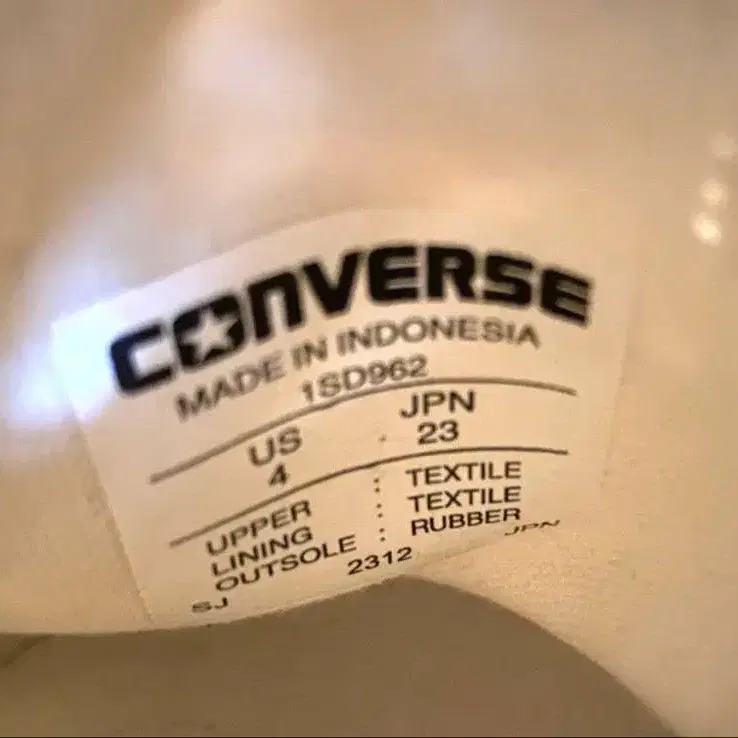 CONVERSE
MADE IN INDONESIA
1SD962
US JPN
4 23
UPPER : TEXTILE
LINING : TEXTILE
OUTSOLE : RUBBER
SJ 2312 JPN